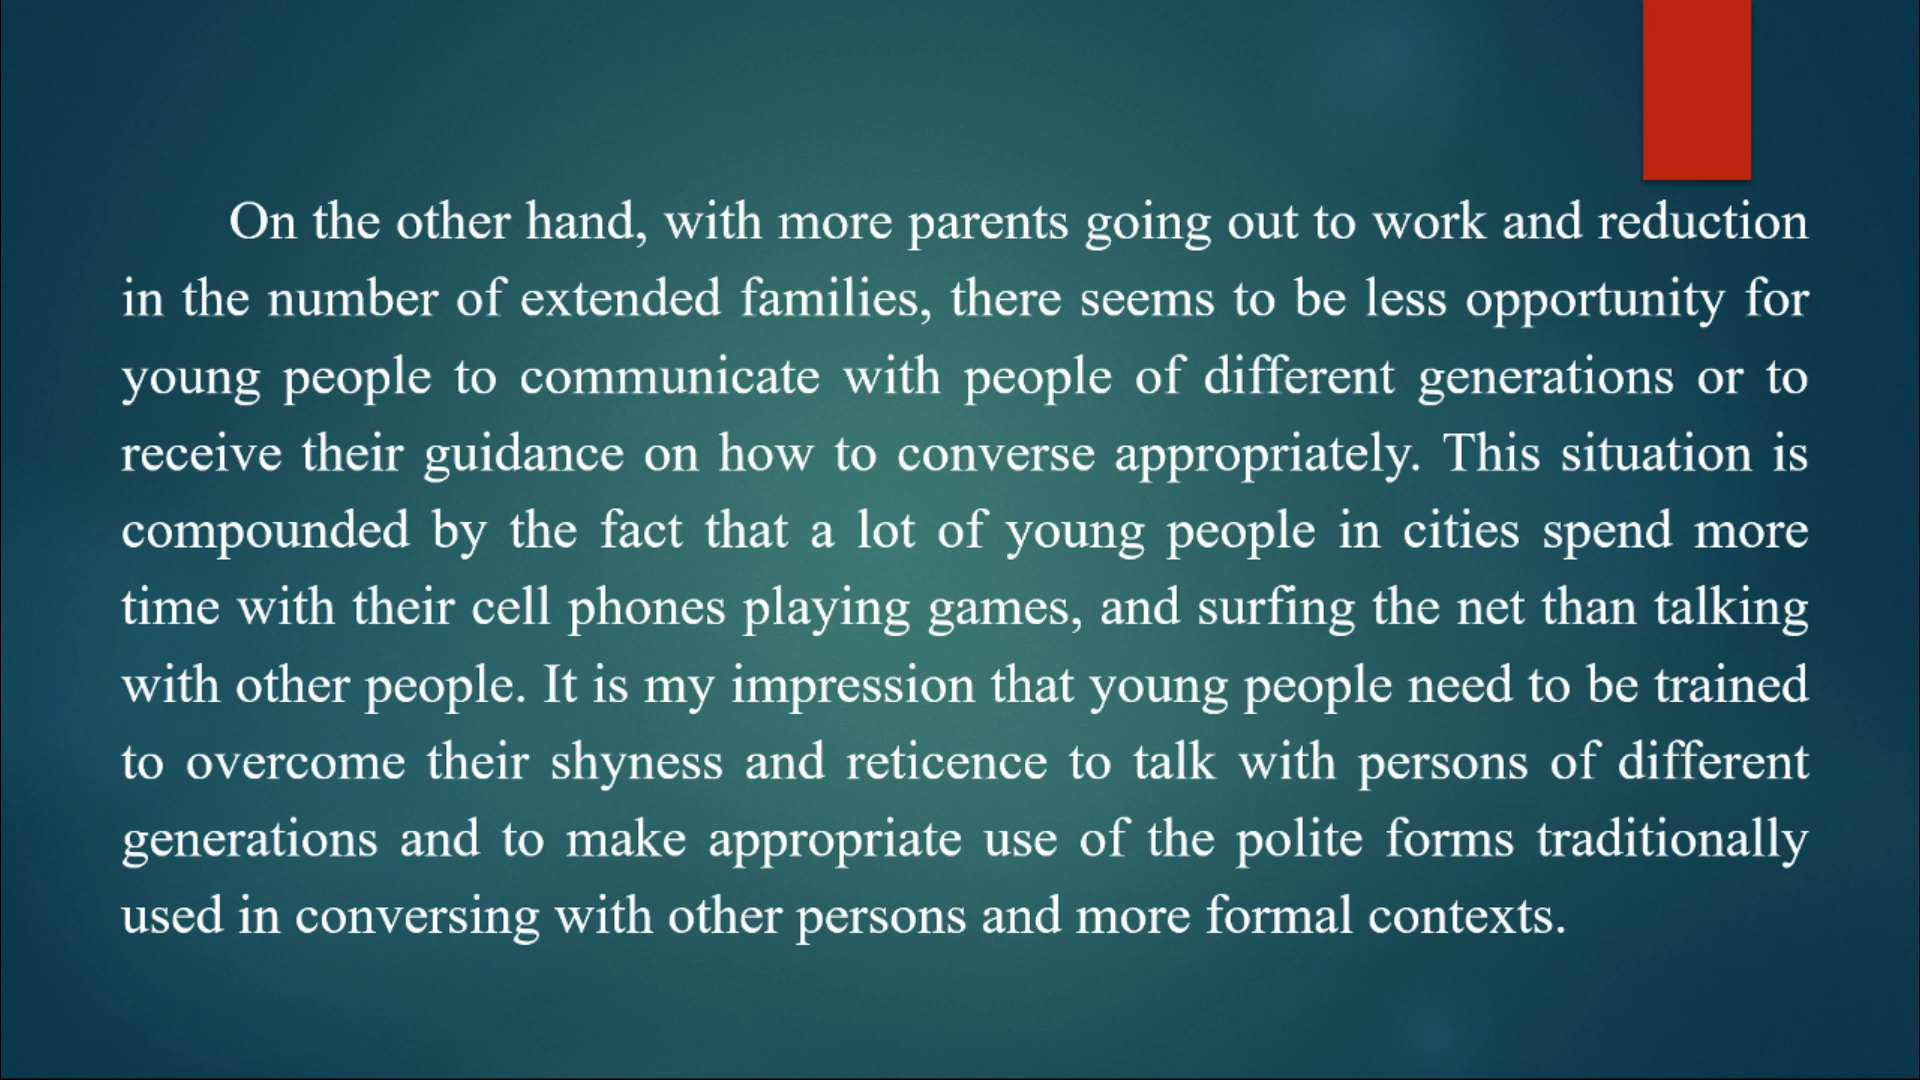 On the other hand, with more parents going out to work and reduction
in the number of extended families, there seems to be less opportunity for
young people to communicate with people of different generations or to
receive their guidance on how to converse appropriately. This situation is
compounded by the fact that a lot of young people in cities spend more
time with their cell phones playing games, and surfing the net than talking
with other people. It is my impression that young people need to be trained
to overcome their shyness and reticence to talk with persons of different
generations and to make appropriate use of the polite forms traditionally
used in conversing with other persons and more formal contexts.